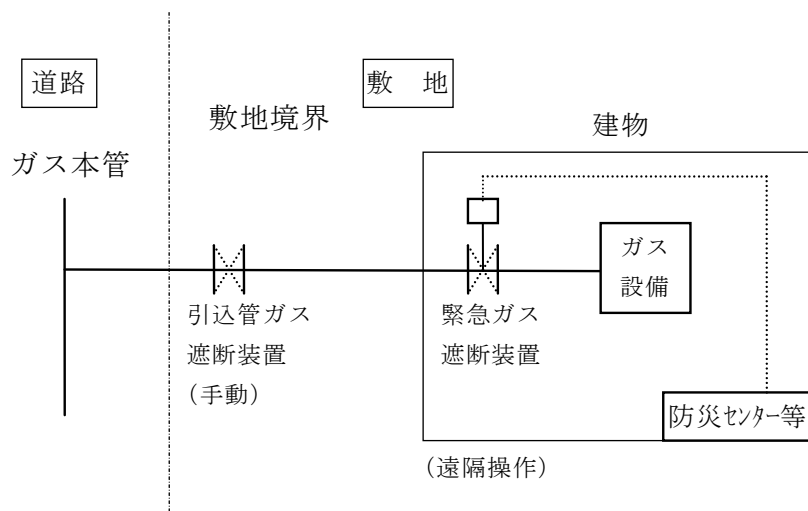 道路
敷　地
敷地境界
建物
ガス本管
ガス
設備
引込管ガス
遮断装置
(手動)
緊急ガス
遮断装置
防災センター等
(遠隔操作)